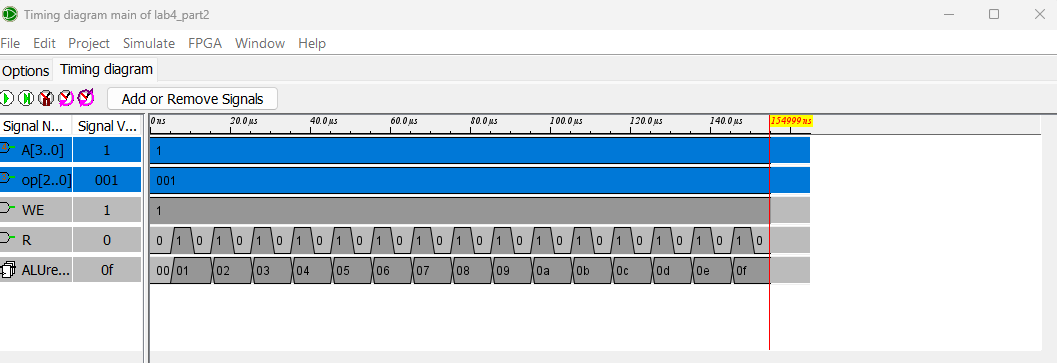 Timing diagram main of lab4_part2
File Edit Project Simulate FPGA Window Help
Options Timing diagram
Add or Remove Signals
Signal N... Signal V... 0ns 20.0 µs 40.0 µs 60.0 µs 80.0 µs 100.0 µs 120.0 µs 140.0 µs 154999 ns
A[3..0] 1 1
op[2..0] 001 001
WE 1 1
R 0 0 1 0 1 0 1 0 1 0 1 0 1 0 1 0 1 0 1 0 1 0 1 0 1 0 1 0 1 0 1 0
ALUre... 0f 00 01 02 03 04 05 06 07 08 09 0a 0b 0c 0d 0e 0f